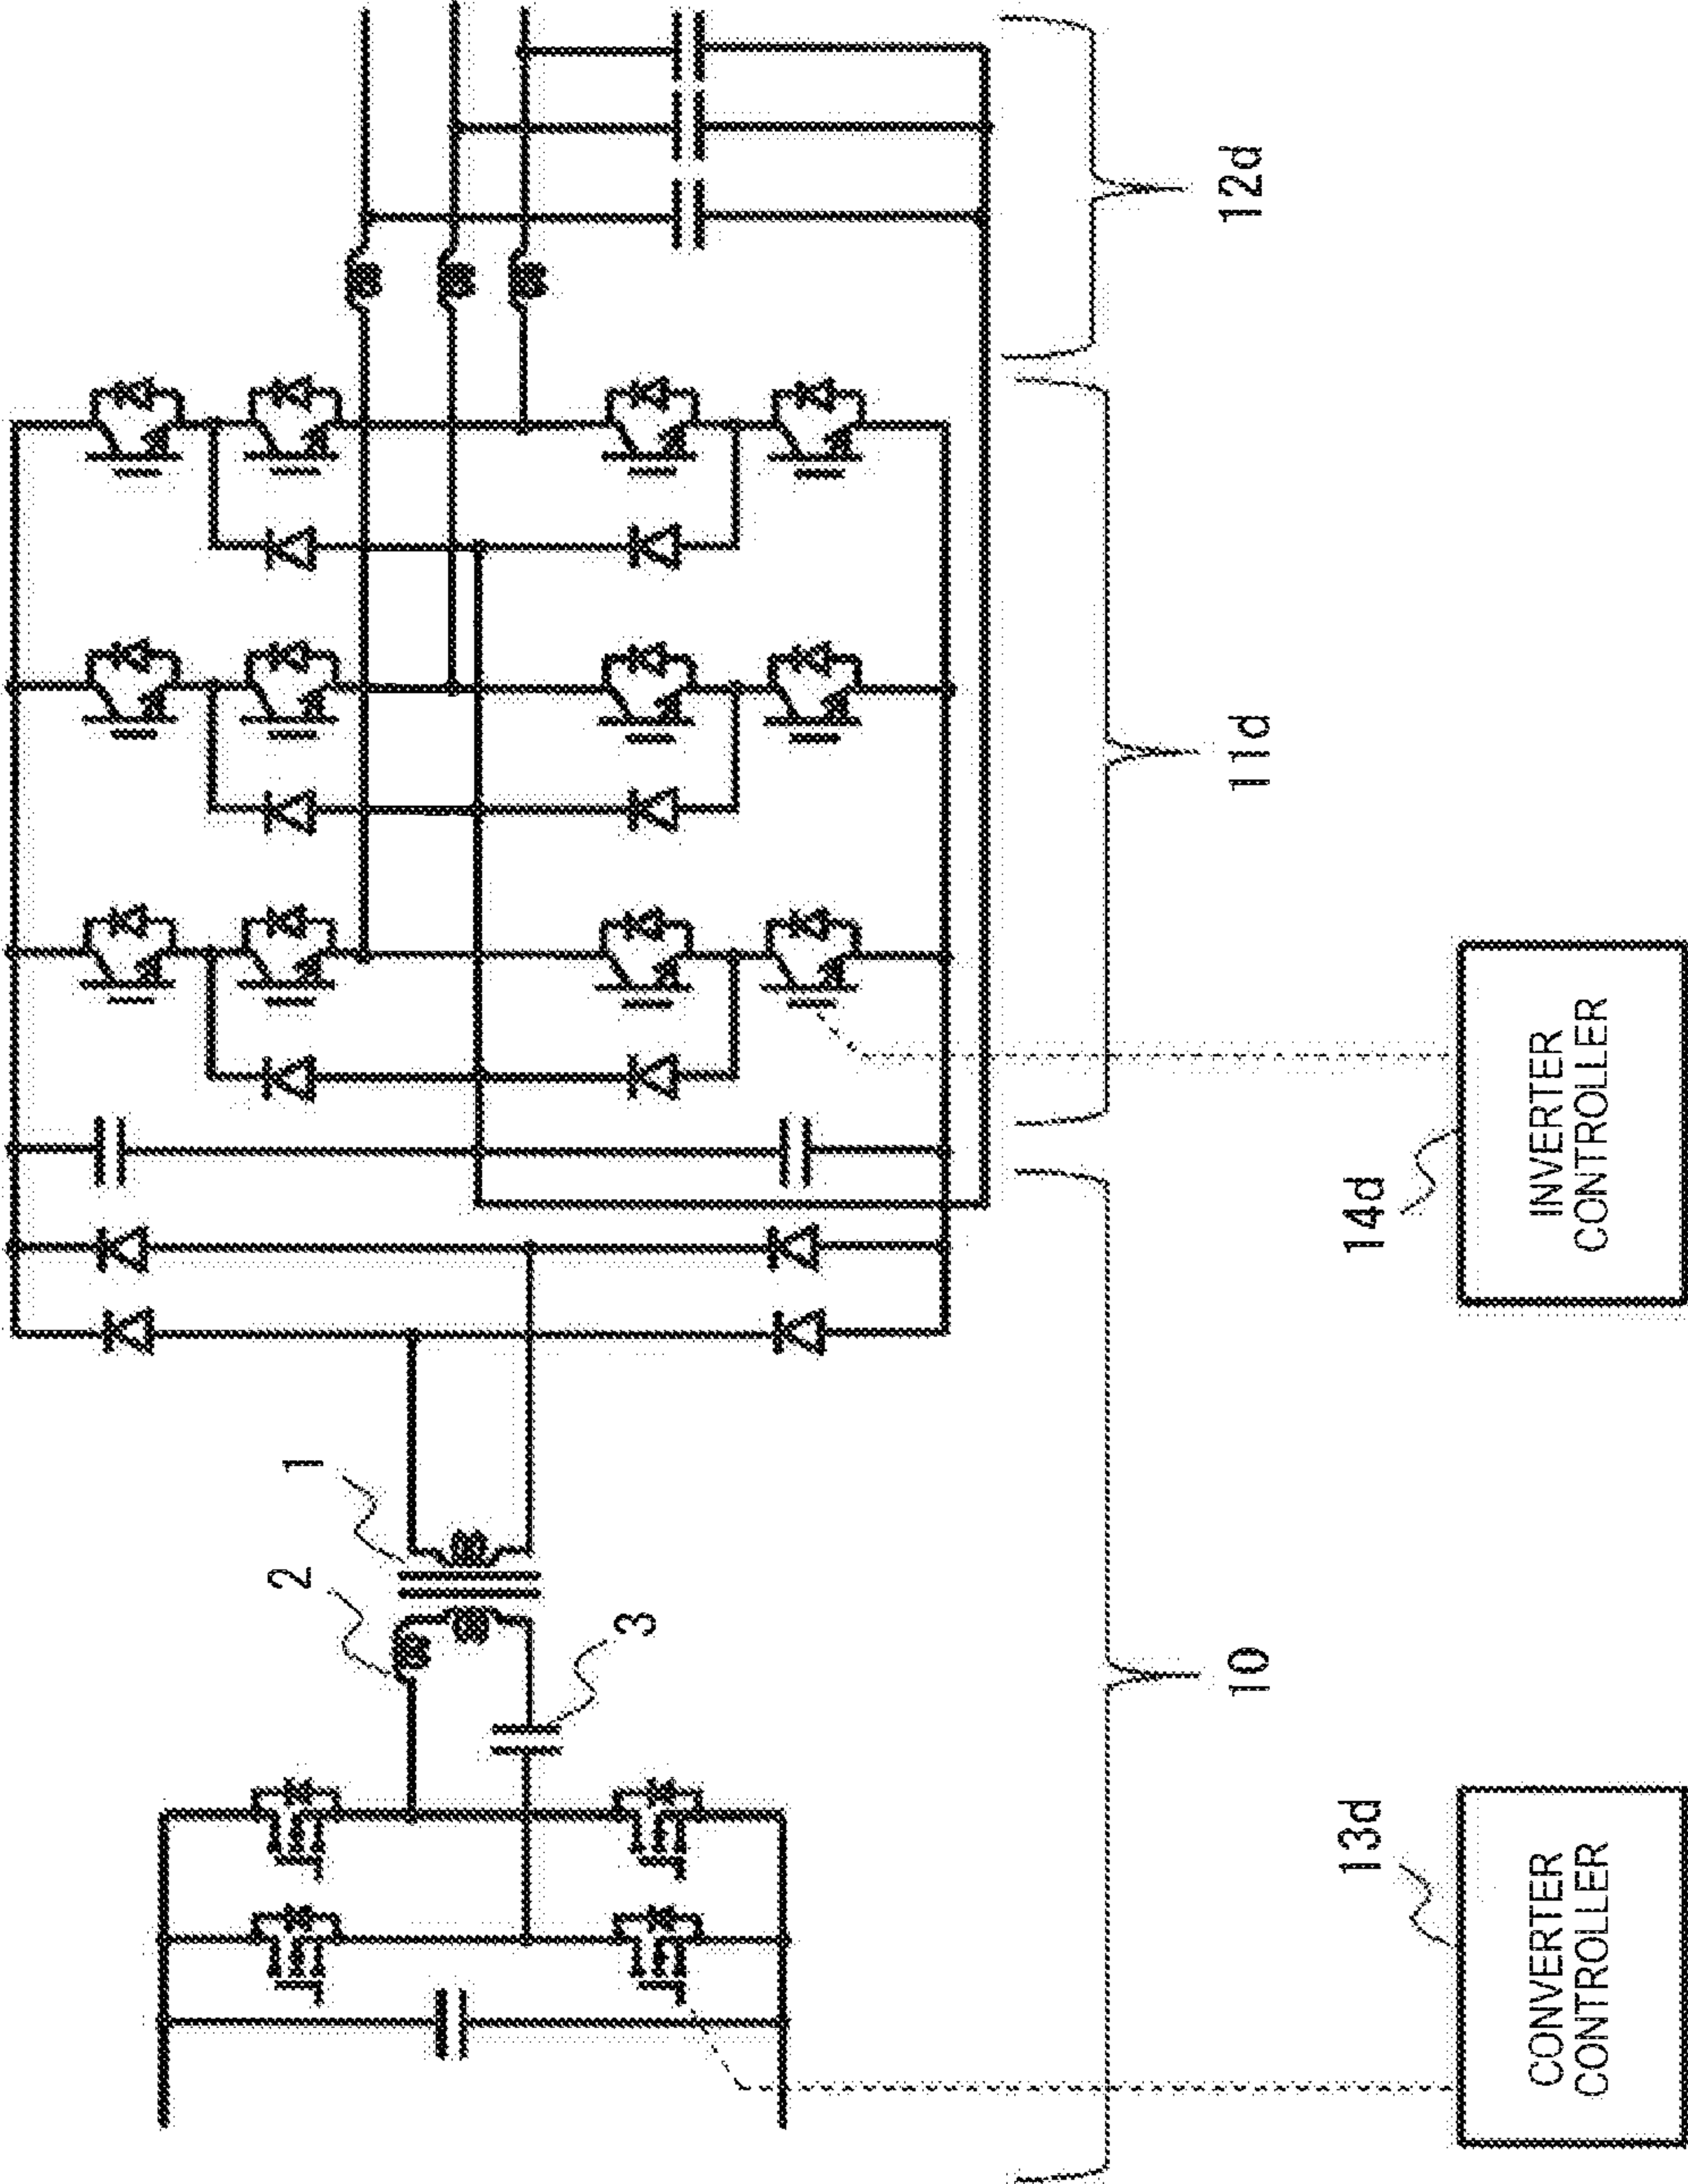 1
2
3
10
11d
12d
13d
CONVERTER
CONTROLLER
14d
INVERTER
CONTROLLER